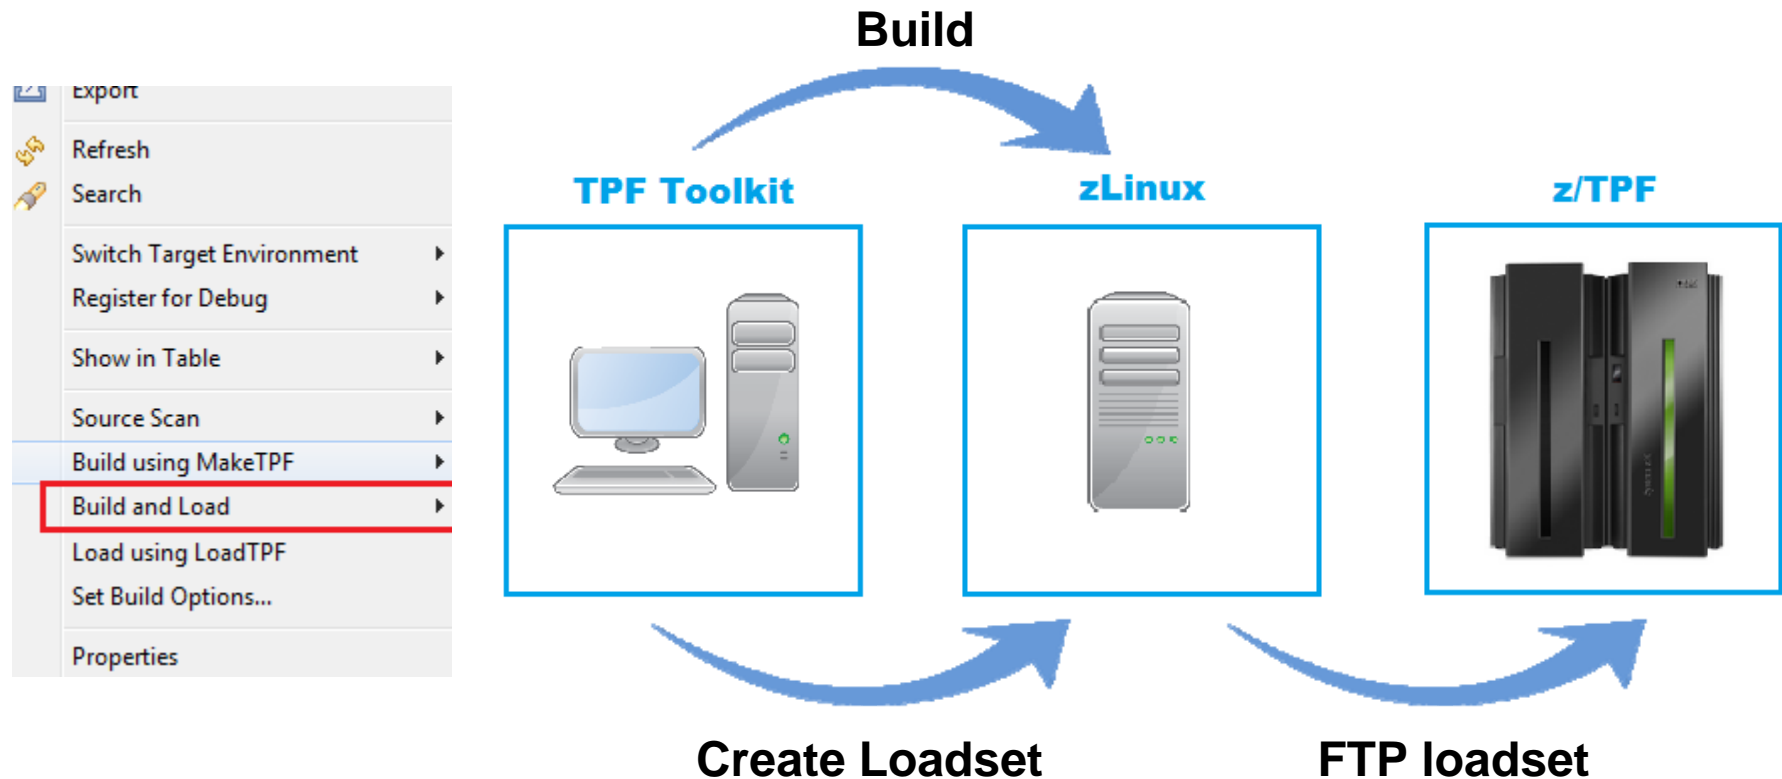 Build
Export
Refresh
Search
Switch Target Environment
Register for Debug
Show in Table
Source Scan
Build using MakeTPF
Build and Load
Load using LoadTPF
Set Build Options...
Properties
TPF Toolkit
zLinux
z/TPF
Create Loadset
FTP loadset